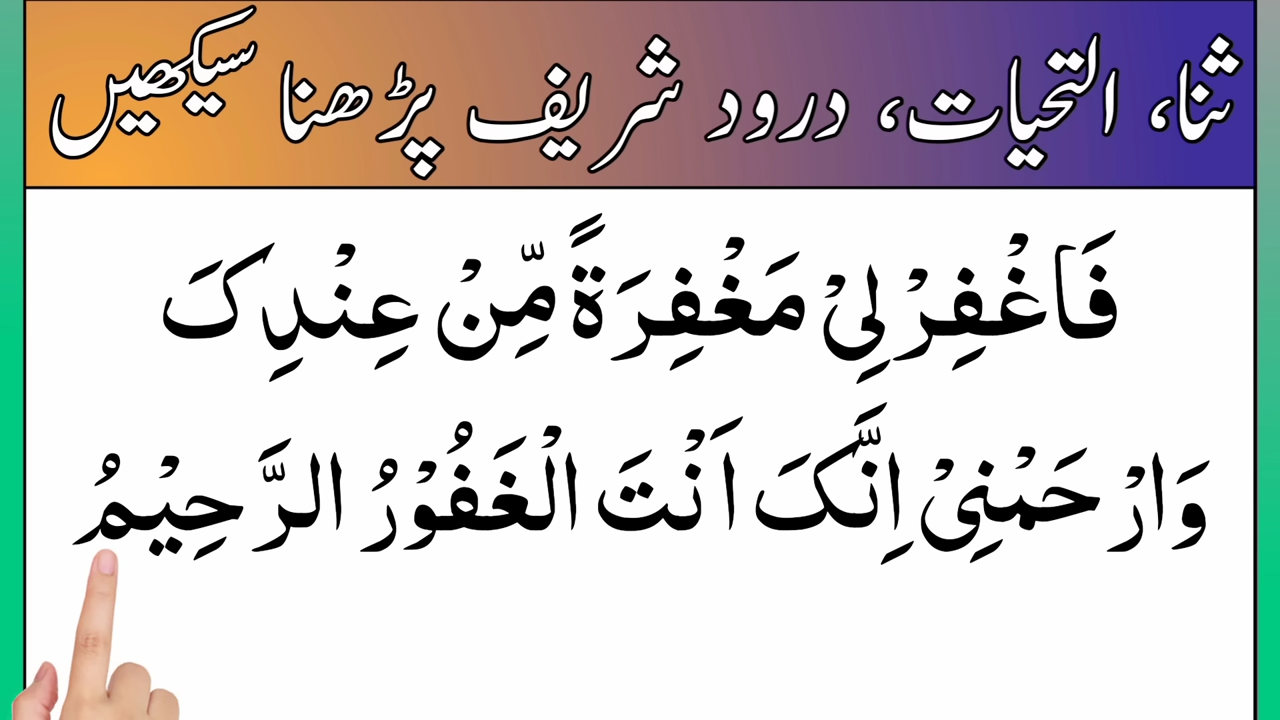 ثنا، التحیات، درود شریف پڑھنا سیکھیں
فَاغْفِرْ لِیْ مَغْفِرَةً مِّنْ عِنْدِکَ
وَارْحَمْنِیْ اِنَّکَ اَنْتَ الْغَفُوْرُ الرَّحِیْمُ